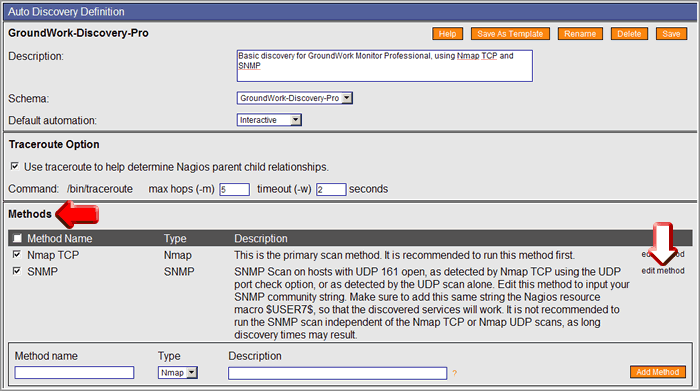 Auto Discovery Definition
GroundWork-Discovery-Pro
Help
Save As Template
Rename
Delete
Save
Description:
Basic discovery for GroundWork Monitor Professional, using Nmap TCP and
SNMP
Schema:
GroundWork-Discovery-Pro
Default automation:
Interactive
Traceroute Option
Use traceroute to help determine Nagios parent child relationships.
Command: /bin/traceroute max hops (-m) 5 timeout (-w) 2 seconds
Methods
Method Name Type Description
Nmap TCP Nmap This is the primary scan method. It is recommended to run this method first.
SNMP SNMP SNMP Scan on hosts with UDP 161 open, as detected by Nmap TCP using the UDP
edit method
port check option, or as detected by the UDP scan alone. Edit this method to input your
SNMP community string. Make sure to add this same string the Nagios resource
macro $USER7$, so that the discovered services will work. It is not recommended to
run the SNMP scan independent of the Nmap TCP or Nmap UDP scans, as long
discovery times may result.
Method name Type Description
Nmap
?
Add Method